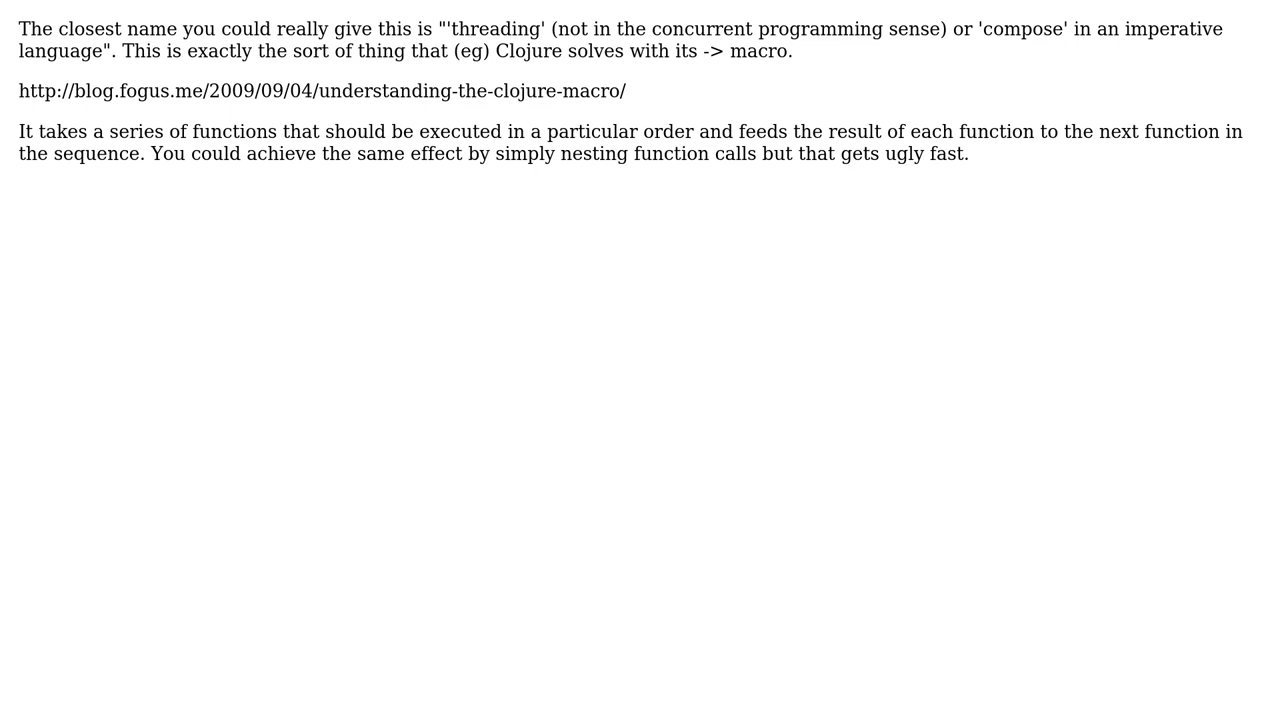 The closest name you could really give this is "'threading' (not in the concurrent programming sense) or 'compose' in an imperative
language". This is exactly the sort of thing that (eg) Clojure solves with its -> macro.
http://blog.fogus.me/2009/09/04/understanding-the-clojure-macro/
It takes a series of functions that should be executed in a particular order and feeds the result of each function to the next function in
the sequence. You could achieve the same effect by simply nesting function calls but that gets ugly fast.